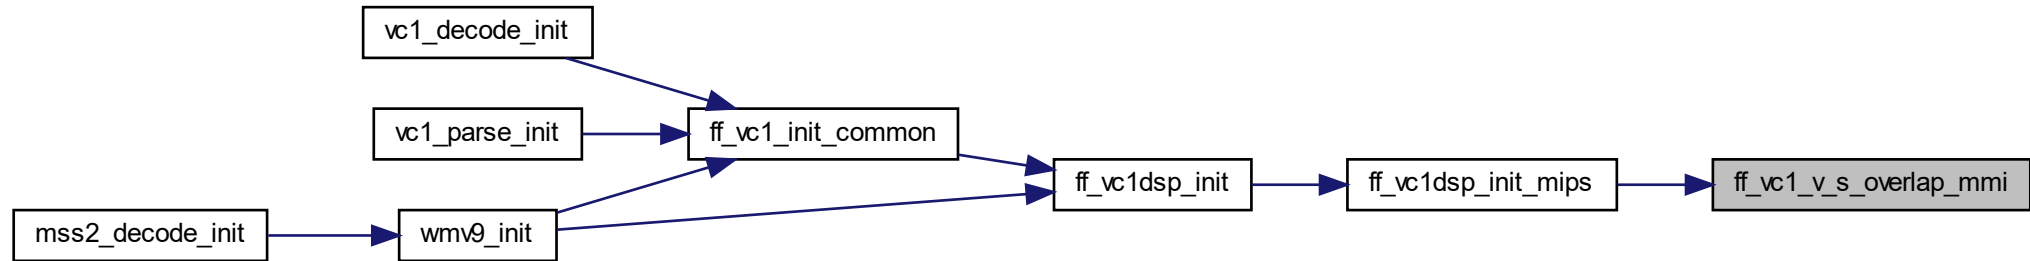 vc1_decode_init
vc1_parse_init
ff_vc1_init_common
ff_vc1dsp_init
ff_vc1dsp_init_mips
ff_vc1_v_s_overlap_mmi
mss2_decode_init
wmv9_init